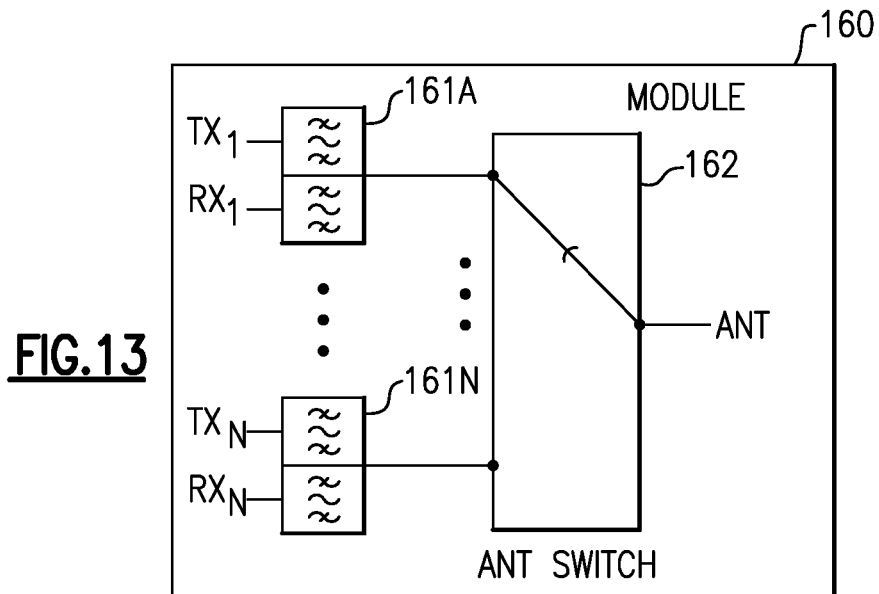 160
161A
MODULE
TX1
162
RX1
ANT
FIG.13
161N
TXN
RXN
ANT SWITCH